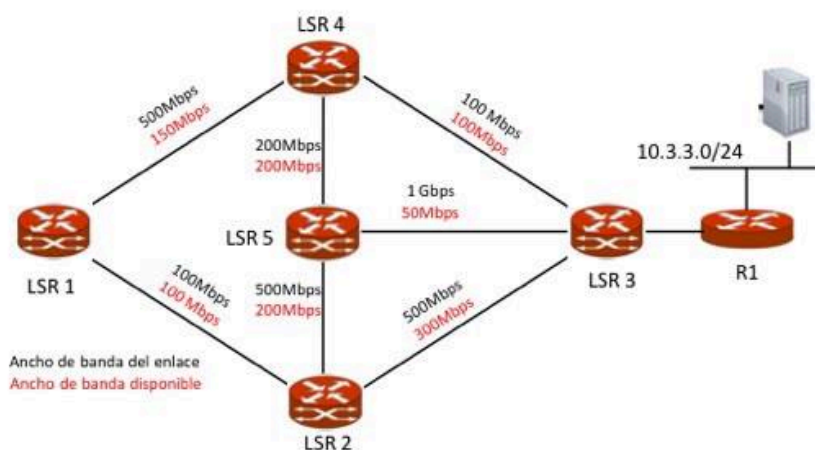 LSR 4
500Mbps
150Mbps
100 Mbps
100Mbps
200Mbps
200Mbps
10.3.3.0/24
1 Gbps
50Mbps
LSR 1
LSR 5
LSR 3
R1
100Mbps
100 Mbps
500Mbps
200Mbps
500Mbps
300Mbps
Ancho de banda del enlace
Ancho de banda disponible
LSR 2